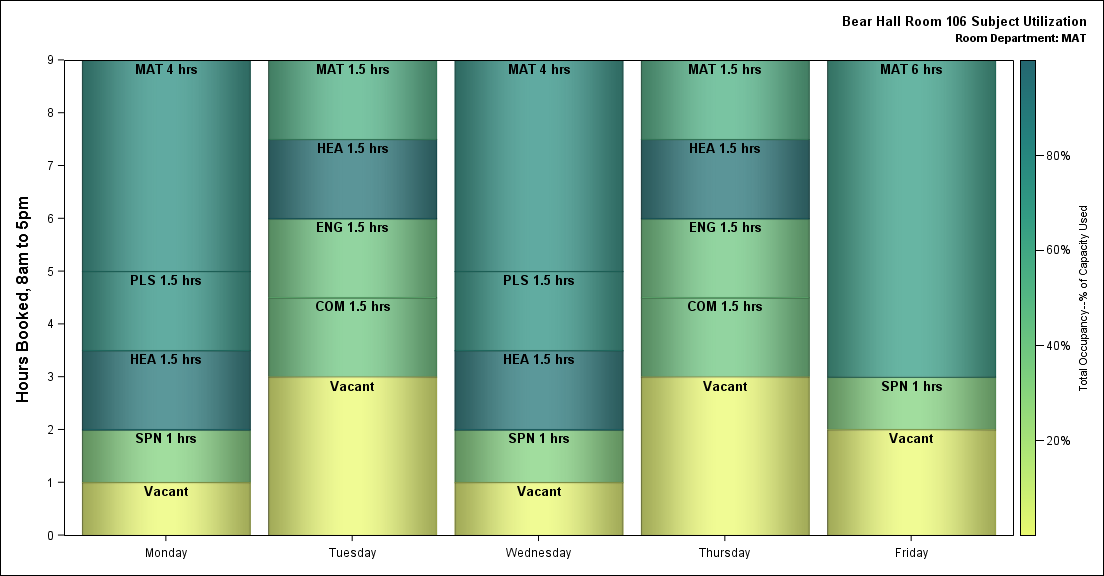 Bear Hall Room 106 Subject Utilization
Room Department: MAT
Hours Booked, 8am to 5pm
9
8
7
6
5
4
3
2
1
0
MAT 4 hrs
PLS 1.5 hrs
HEA 1.5 hrs
SPN 1 hrs
Vacant
Monday
MAT 1.5 hrs
HEA 1.5 hrs
ENG 1.5 hrs
COM 1.5 hrs
Vacant
Tuesday
MAT 4 hrs
PLS 1.5 hrs
HEA 1.5 hrs
SPN 1 hrs
Vacant
Wednesday
MAT 1.5 hrs
HEA 1.5 hrs
ENG 1.5 hrs
COM 1.5 hrs
Vacant
Thursday
MAT 6 hrs
SPN 1 hrs
Vacant
Friday
80%
60%
40%
20%
Total Occupancy--% of Capacity Used